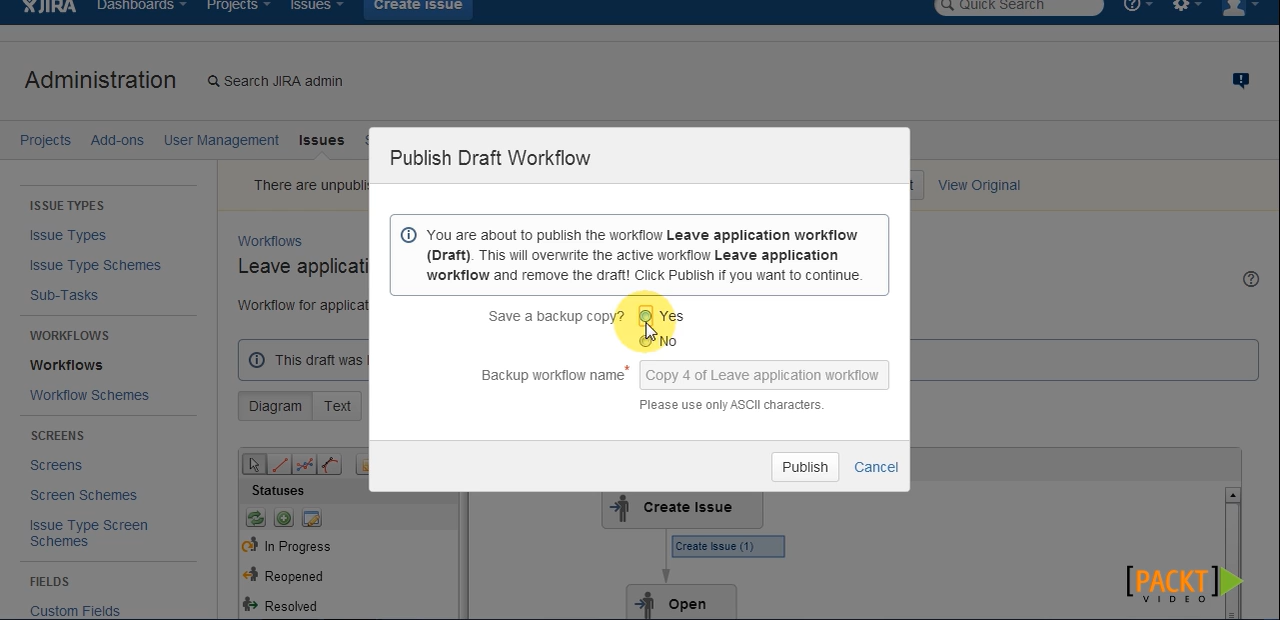 JIRA Dashboards Projects Issues Create Issue Quick Search
Administration Search JIRA admin
Projects Add-ons User Management Issues
Publish Draft Workflow
There are View Original
You are about to publish the workflow Leave application workflow
(Draft). This will overwrite the active workflow Leave application
workflow and remove the draft! Click Publish if you want to continue.
Save a backup copy? Yes
No
Backup workflow name* Copy 4 of Leave application workflow
Please use only ASCII characters.
Publish Cancel
ISSUE TYPES
Issue Types
Issue Type Schemes
Sub-Tasks
WORKFLOWS
Workflows
Workflow Schemes
SCREENS
Screens
Screen Schemes
Issue Type Screen
Schemes
FIELDS
Custom Fields
Workflows
Leave
Workflow for
This draft was
Diagram Text
Statuses
In Progress
Reopened
Resolved
Create Issue
Create Issue (1)
Open
[PACKT]
VIDEO